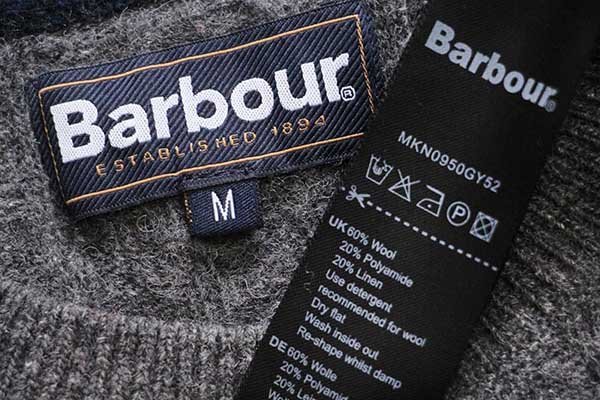 Barbour®
ESTABLISHED 1894
M
Barbour®
MKN0950GY52
UK 60% Wool
20% Polyamide
20% Linen
Use detergent
recommended for wool
Dry flat
Wash inside out
Re-shape whilst damp
DE 60% Wolle
20% Polyamid
20% Leinen